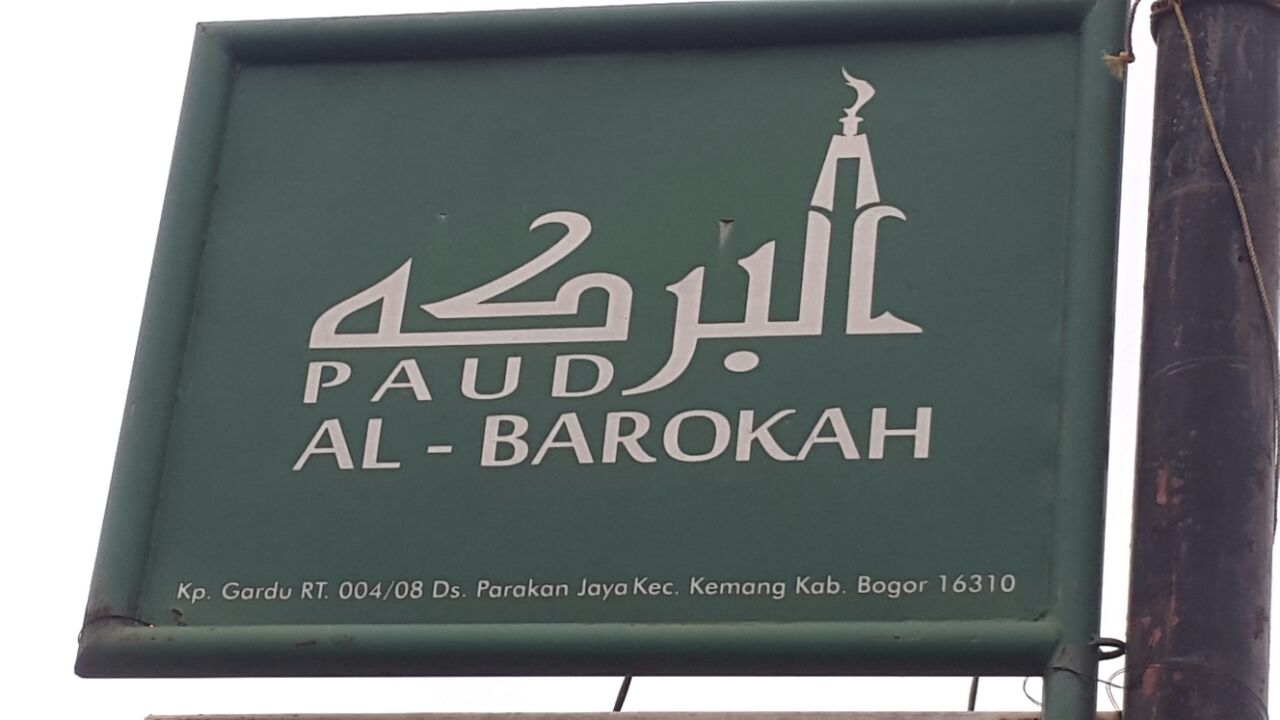 البركه
PAUD
AL - BAROKAH
Kp. Gardu RT. 004/08 Ds. Parakan Jaya Kec. Kemang Kab. Bogor 16310